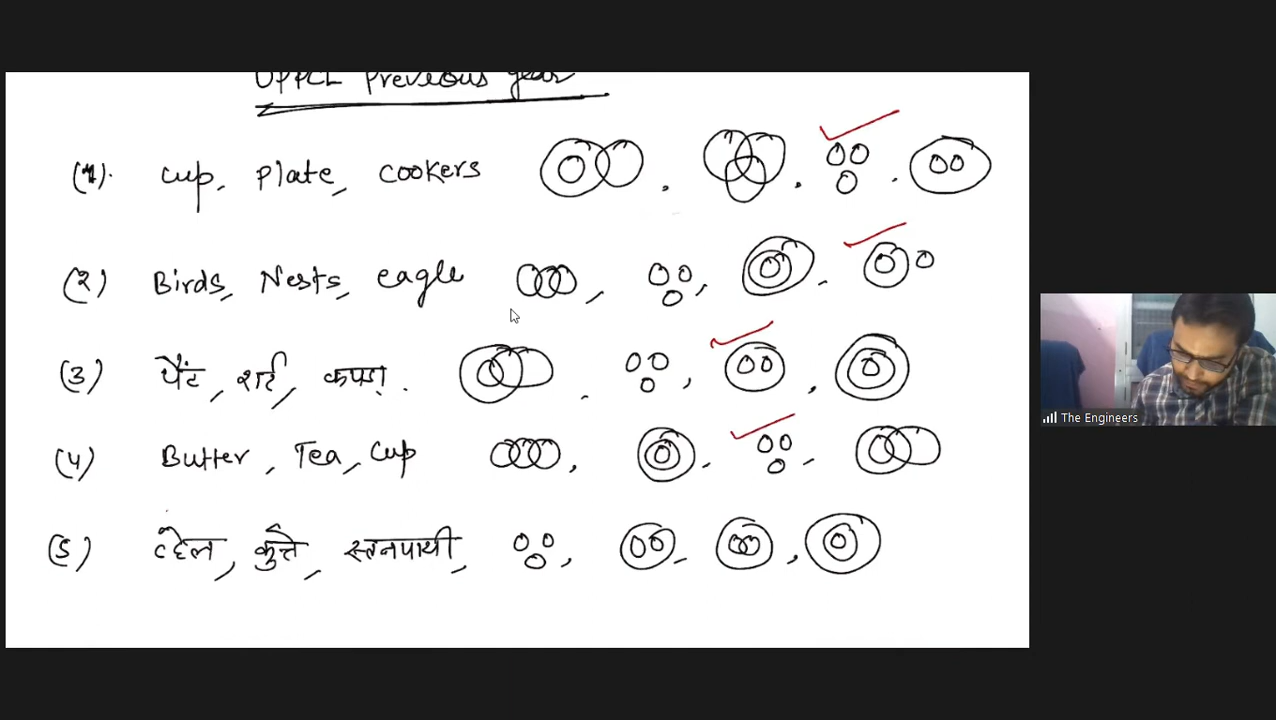 UPPCL Preveous year
(1). Cup, Plate, Cookers
(2) Birds, Nests, eagle
(3) पैंट, शर्ट, कपड़ा.
(4) Butter, Tea, Cup
(5) व्हेल, कुत्ते, स्तनपायी,
The Engineers